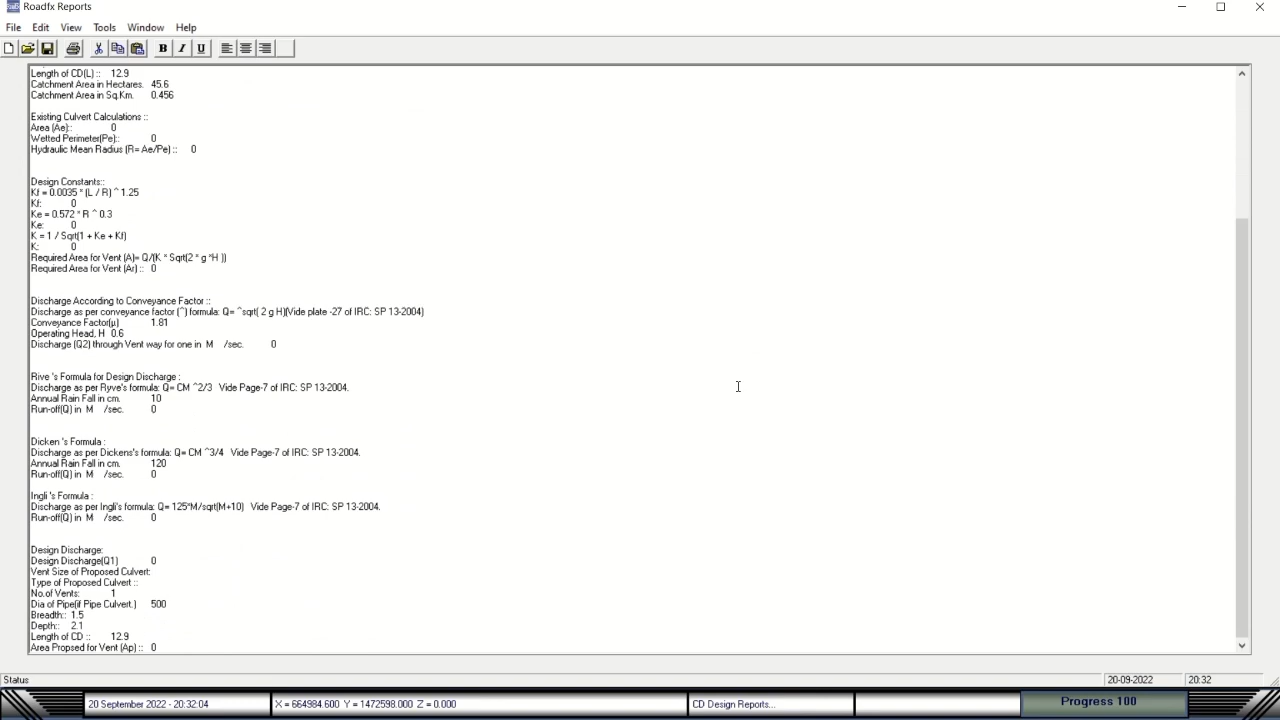 Roadfx Reports
File Edit View Tools Window Help
B I U
Length of CD(L) :: 12.9
Catchment Area in Hectares. 45.6
Catchment Area in Sq.Km. 0.456
Existing Culvert Calculations ::
Area (Ae):: 0
Wetted Perimeter(Pe):: 0
Hydraulic Mean Radius (R= Ae/Pe) :: 0
Design Constants::
Kf = 0.0035 * (L / R) ^ 1.25
Kf: 0
Ke = 0.572 * R ^ 0.3
Ke: 0
K = 1 / Sqrt(1 + Ke + Kf)
K: 0
Required Area for Vent (A)= Q/(K * Sqrt(2 * g *H ))
Required Area for Vent (Ar) :: 0
Discharge According to Conveyance Factor ::
Discharge as per conveyance factor (^) formula: Q= ^sqrt( 2 g H)(Vide plate -27 of IRC: SP 13-2004)
Conveyance Factor(µ) 1.81
Operating Head, H 0.6
Discharge (Q2) through Vent way for one in M /sec. 0
Rive 's Formula for Design Discharge :
Discharge as per Ryve's formula: Q= CM ^2/3 Vide Page-7 of IRC: SP 13-2004.
Annual Rain Fall in cm. 10
Run-off(Q) in M /sec. 0
Dicken 's Formula :
Discharge as per Dickens's formula: Q= CM ^3/4 Vide Page-7 of IRC: SP 13-2004.
Annual Rain Fall in cm. 120
Run-off(Q) in M /sec. 0
Ingli 's Formula :
Discharge as per Ingli's formula: Q= 125*M/sqrt(M+10) Vide Page-7 of IRC: SP 13-2004.
Run-off(Q) in M /sec. 0
Design Discharge:
Design Discharge(Q1) 0
Vent Size of Proposed Culvert:
Type of Proposed Culvert ::
No.of Vents: 1
Dia of Pipe(if Pipe Culvert.) 500
Breadth:: 1.5
Depth:: 2.1
Length of CD :: 12.9
Area Propsed for Vent (Ap) :: 0
Status 20-09-2022 20:32
20 September 2022 - 20:32:04 X = 664984.600 Y = 1472598.000 Z = 0.000 CD Design Reports... Progress 100